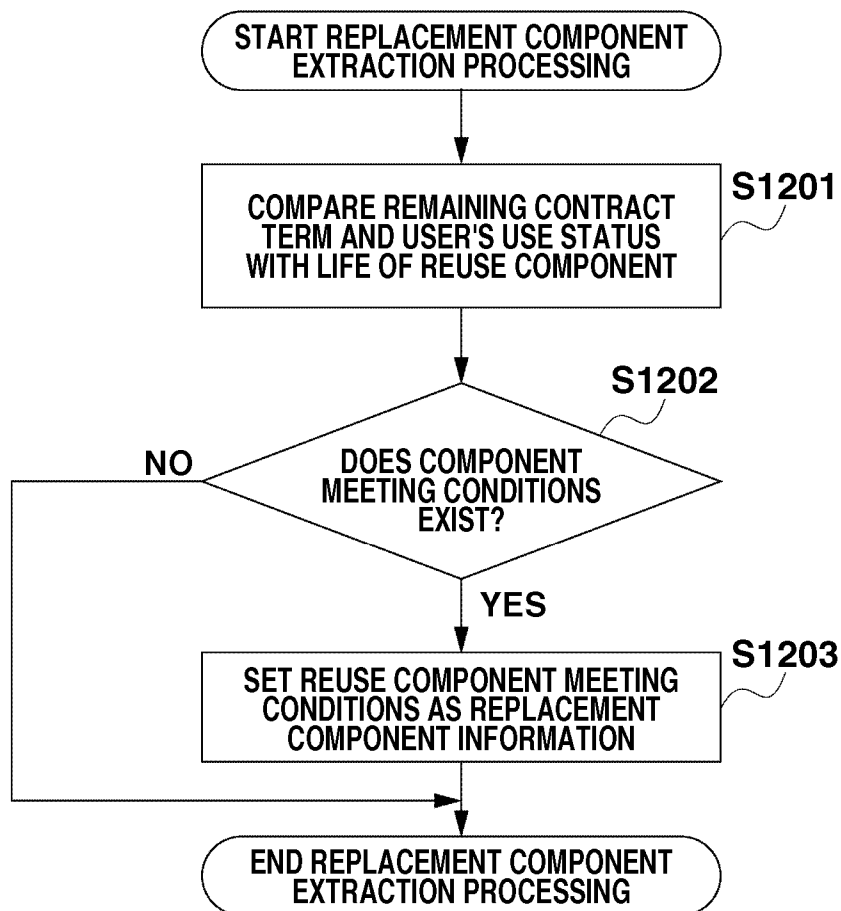 START REPLACEMENT COMPONENT
EXTRACTION PROCESSING
S1201
COMPARE REMAINING CONTRACT
TERM AND USER'S USE STATUS
WITH LIFE OF REUSE COMPONENT
S1202
NO
DOES COMPONENT
MEETING CONDITIONS
EXIST?
YES
S1203
SET REUSE COMPONENT MEETING
CONDITIONS AS REPLACEMENT
COMPONENT INFORMATION
END REPLACEMENT COMPONENT
EXTRACTION PROCESSING